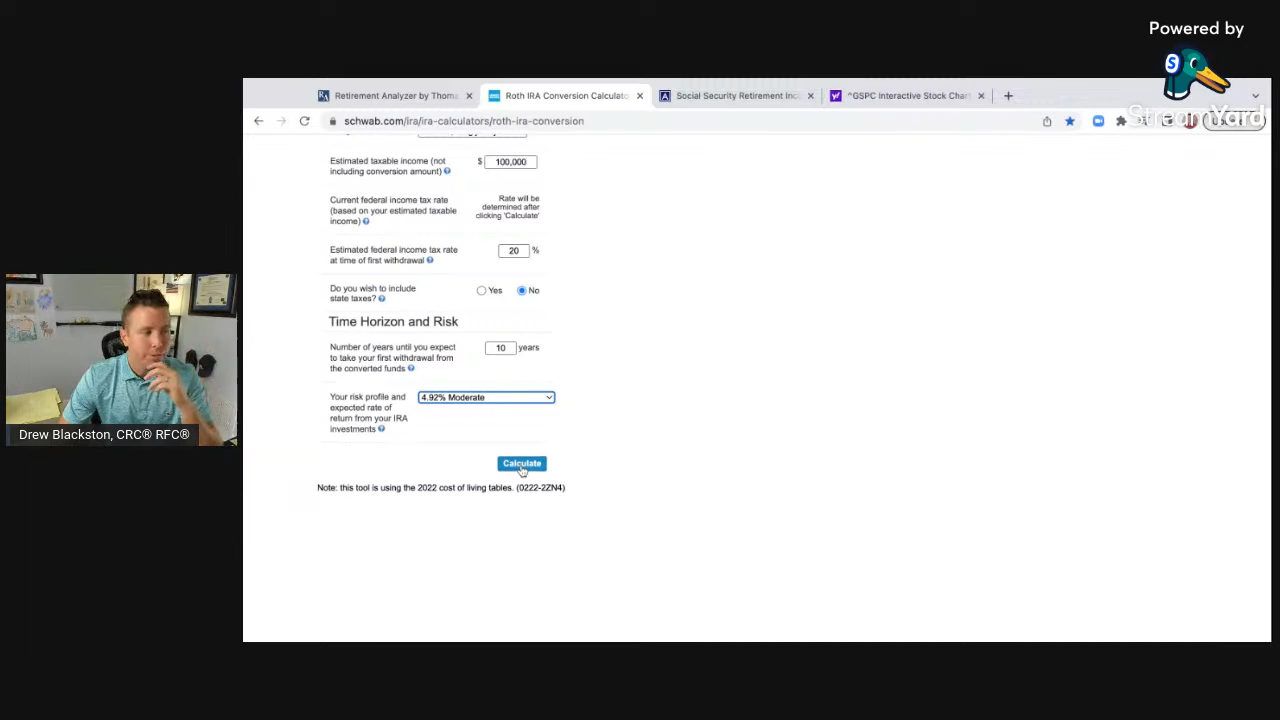 Powered by
S
StreamYard
Retirement Analyzer by Thoma
Roth IRA Conversion Calculato
Social Security Retirement Inc
^GSPC Interactive Stock Chart
schwab.com/ira/ira-calculators/roth-ira-conversion
Estimated taxable income (not
including conversion amount)
$ 100,000
Current federal income tax rate
(based on your estimated taxable
income)
Rate will be
determined after
clicking 'Calculate'
Estimated federal income tax rate
at time of first withdrawal
20 %
Do you wish to include
state taxes?
Yes No
Time Horizon and Risk
Number of years until you expect
to take your first withdrawal from
the converted funds
10 years
Your risk profile and
expected rate of
return from your IRA
investments
4.92% Moderate
Calculate
Note: this tool is using the 2022 cost of living tables. (0222-2ZN4)
Drew Blackston, CRC® RFC®